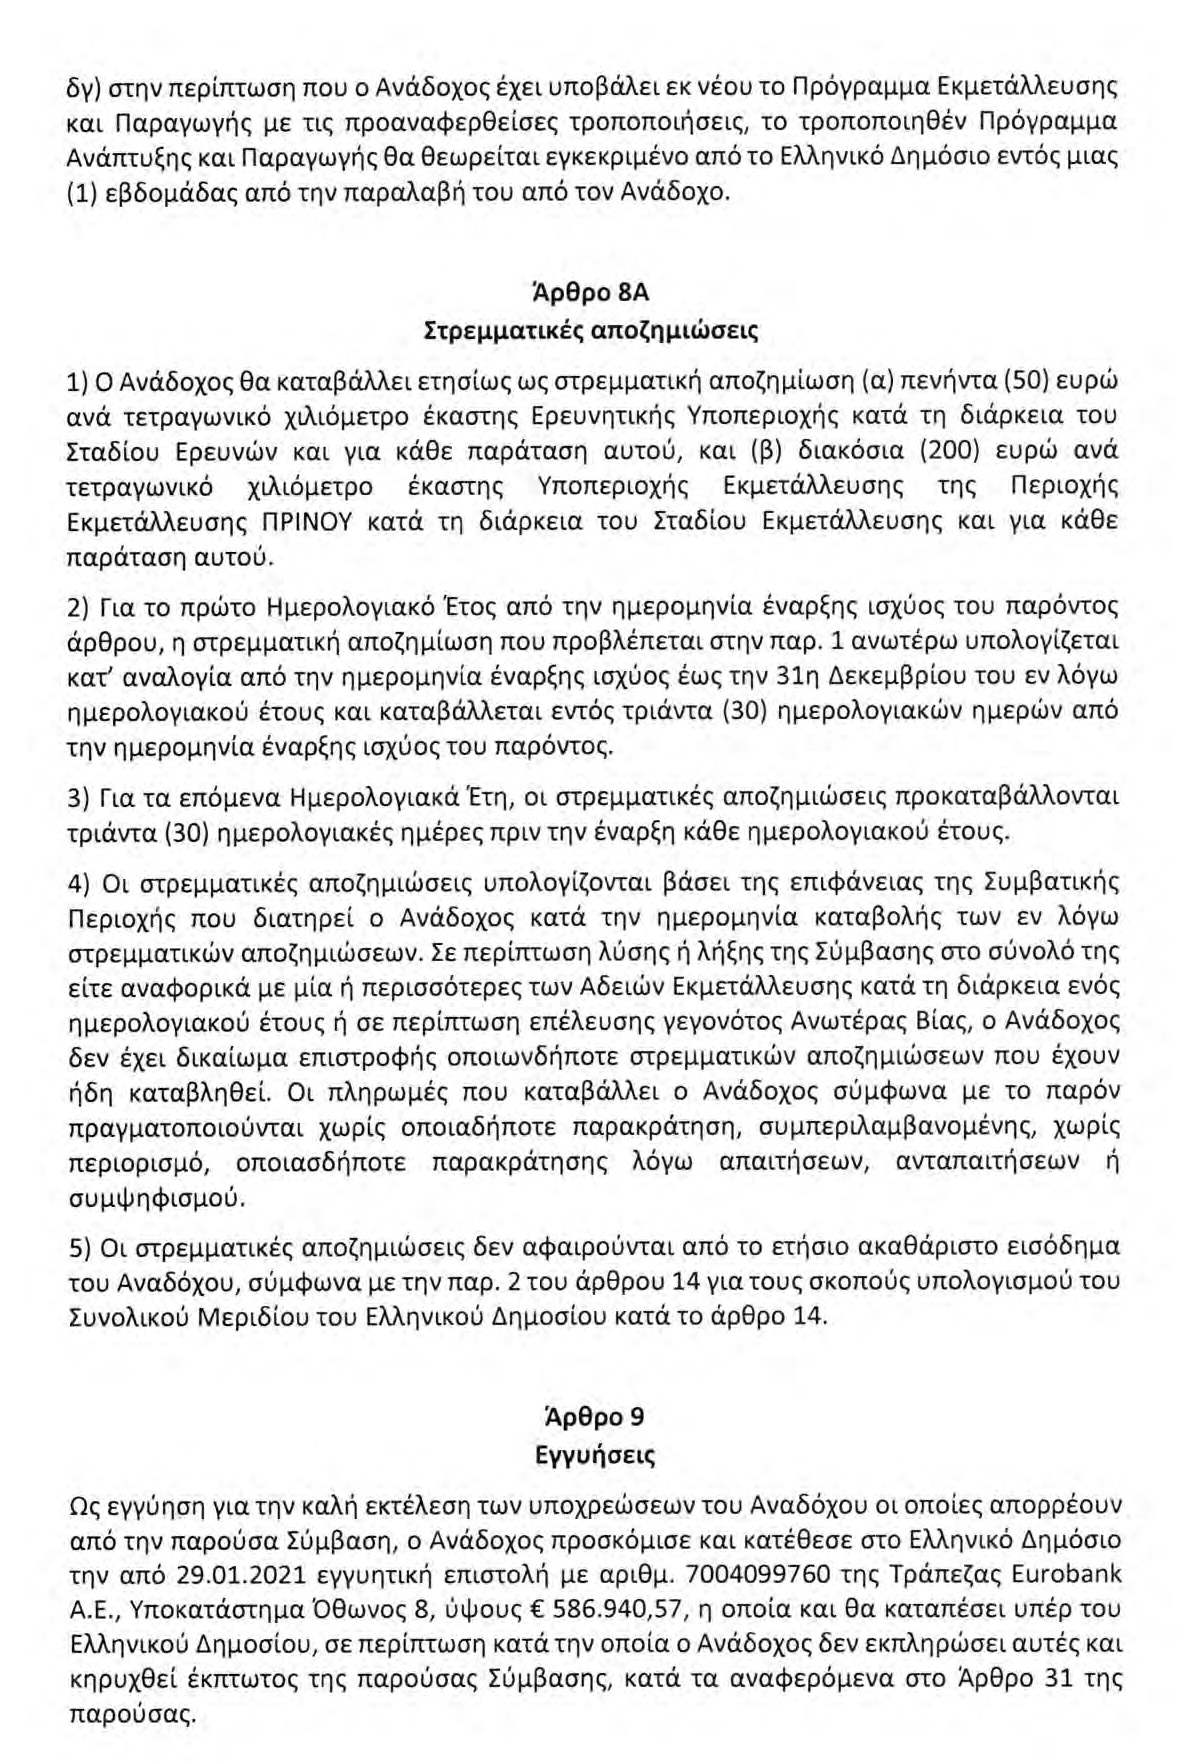 δγ) στην περίπτωση που ο Ανάδοχος έχει υποβάλει εκ νέου το Πρόγραμμα Εκμετάλλευσης
και Παραγωγής με τις προαναφερθείσες τροποποιήσεις, το τροποποιηθέν Πρόγραμμα
Ανάπτυξης και Παραγωγής θα θεωρείται εγκεκριμένο από το Ελληνικό Δημόσιο εντός μιας
(1) εβδομάδας από την παραλαβή του από τον Ανάδοχο.
Άρθρο 8Α
Στρεμματικές αποζημιώσεις
1) Ο Ανάδοχος θα καταβάλλει ετησίως ως στρεμματική αποζημίωση (α) πενήντα (50) ευρώ
ανά τετραγωνικό χιλιόμετρο έκαστης Ερευνητικής Υποπεριοχής κατά τη διάρκεια του
Σταδίου Ερευνών και για κάθε παράταση αυτού, και (β) διακόσια (200) ευρώ ανά
τετραγωνικό χιλιόμετρο έκαστης Υποπεριοχής Εκμετάλλευσης της Περιοχής
Εκμετάλλευσης ΠΡΙΝΟΥ κατά τη διάρκεια του Σταδίου Εκμετάλλευσης και για κάθε
παράταση αυτού.
2) Για το πρώτο Ημερολογιακό Έτος από την ημερομηνία έναρξης ισχύος του παρόντος
άρθρου, η στρεμματική αποζημίωση που προβλέπεται στην παρ. 1 ανωτέρω υπολογίζεται
κατ’ αναλογία από την ημερομηνία έναρξης ισχύος έως την 31η Δεκεμβρίου του εν λόγω
ημερολογιακού έτους και καταβάλλεται εντός τριάντα (30) ημερολογιακών ημερών από
την ημερομηνία έναρξης ισχύος του παρόντος.
3) Για τα επόμενα Ημερολογιακά Έτη, οι στρεμματικές αποζημιώσεις προκαταβάλλονται
τριάντα (30) ημερολογιακές ημέρες πριν την έναρξη κάθε ημερολογιακού έτους.
4) Οι στρεμματικές αποζημιώσεις υπολογίζονται βάσει της επιφάνειας της Συμβατικής
Περιοχής που διατηρεί ο Ανάδοχος κατά την ημερομηνία καταβολής των εν λόγω
στρεμματικών αποζημιώσεων. Σε περίπτωση λύσης ή λήξης της Σύμβασης στο σύνολό της
είτε αναφορικά με μία ή περισσότερες των Αδειών Εκμετάλλευσης κατά τη διάρκεια ενός
ημερολογιακού έτους ή σε περίπτωση επέλευσης γεγονότος Ανωτέρας Βίας, ο Ανάδοχος
δεν έχει δικαίωμα επιστροφής οποιωνδήποτε στρεμματικών αποζημιώσεων που έχουν
ήδη καταβληθεί. Οι πληρωμές που καταβάλλει ο Ανάδοχος σύμφωνα με το παρόν
πραγματοποιούνται χωρίς οποιαδήποτε παρακράτηση, συμπεριλαμβανομένης, χωρίς
περιορισμό, οποιασδήποτε παρακράτησης λόγω απαιτήσεων, ανταπαιτήσεων ή
συμψηφισμού.
5) Οι στρεμματικές αποζημιώσεις δεν αφαιρούνται από το ετήσιο ακαθάριστο εισόδημα
του Αναδόχου, σύμφωνα με την παρ. 2 του άρθρου 14 για τους σκοπούς υπολογισμού του
Συνολικού Μεριδίου του Ελληνικού Δημοσίου κατά το άρθρο 14.
Άρθρο 9
Εγγυήσεις
Ως εγγύηση για την καλή εκτέλεση των υποχρεώσεων του Αναδόχου οι οποίες απορρέουν
από την παρούσα Σύμβαση, ο Ανάδοχος προσκόμισε και κατέθεσε στο Ελληνικό Δημόσιο
την από 29.01.2021 εγγυητική επιστολή με αριθμ. 7004099760 της Τράπεζας Eurobank
Α.Ε., Υποκατάστημα Όθωνος 8, ύψους € 586.940,57, η οποία και θα καταπέσει υπέρ του
Ελληνικού Δημοσίου, σε περίπτωση κατά την οποία ο Ανάδοχος δεν εκπληρώσει αυτές και
κηρυχθεί έκπτωτος της παρούσας Σύμβασης, κατά τα αναφερόμενα στο Άρθρο 31 της
παρούσας.